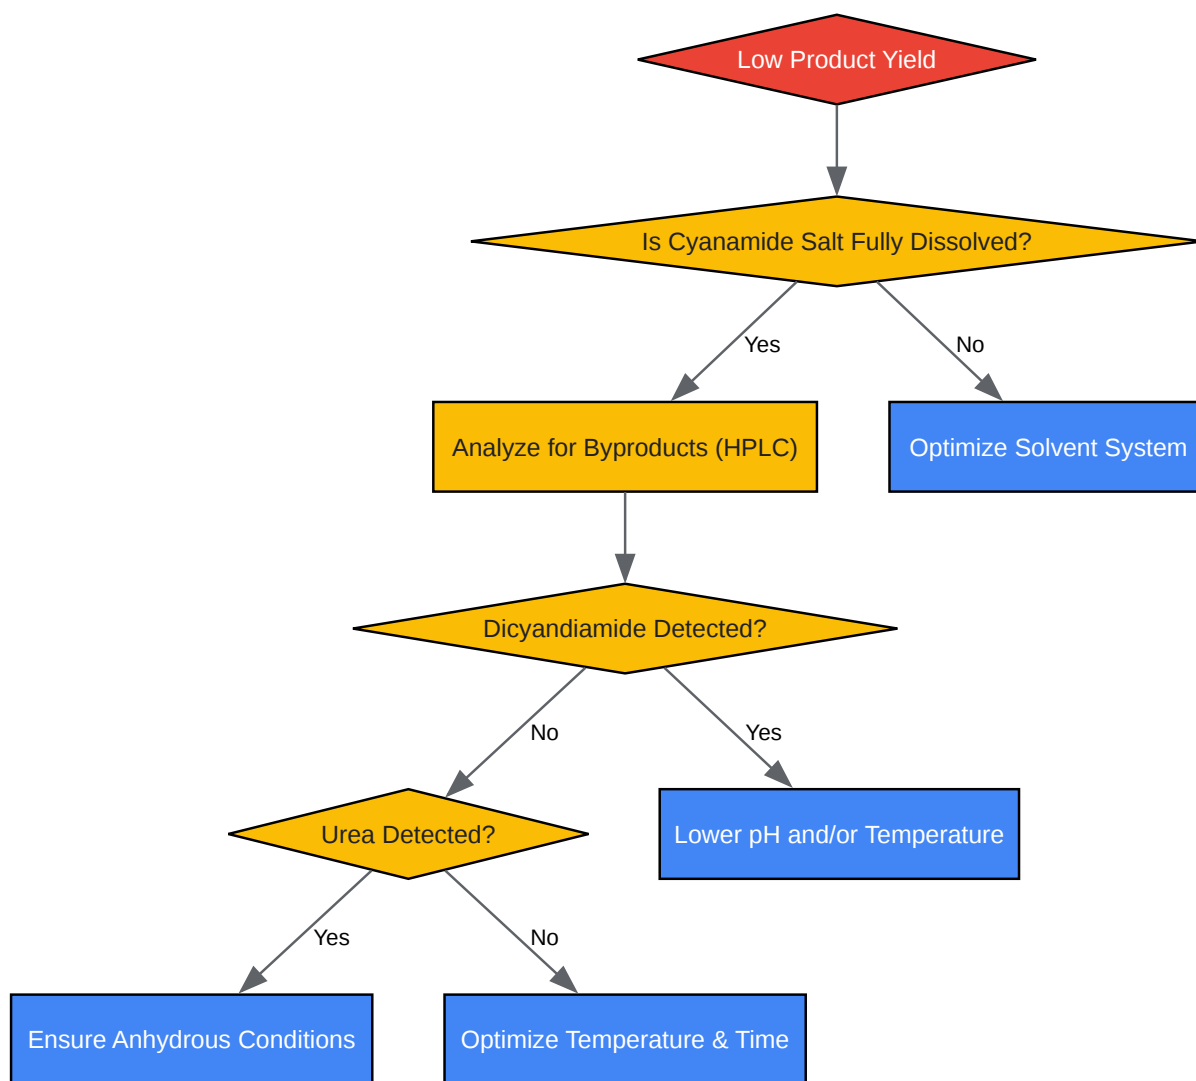 Low Product Yield
Is Cyanamide Salt Fully Dissolved?
Yes
No
Analyze for Byproducts (HPLC)
Optimize Solvent System
Dicyandiamide Detected?
No
Yes
Urea Detected?
Lower pH and/or Temperature
Yes
No
Ensure Anhydrous Conditions
Optimize Temperature & Time